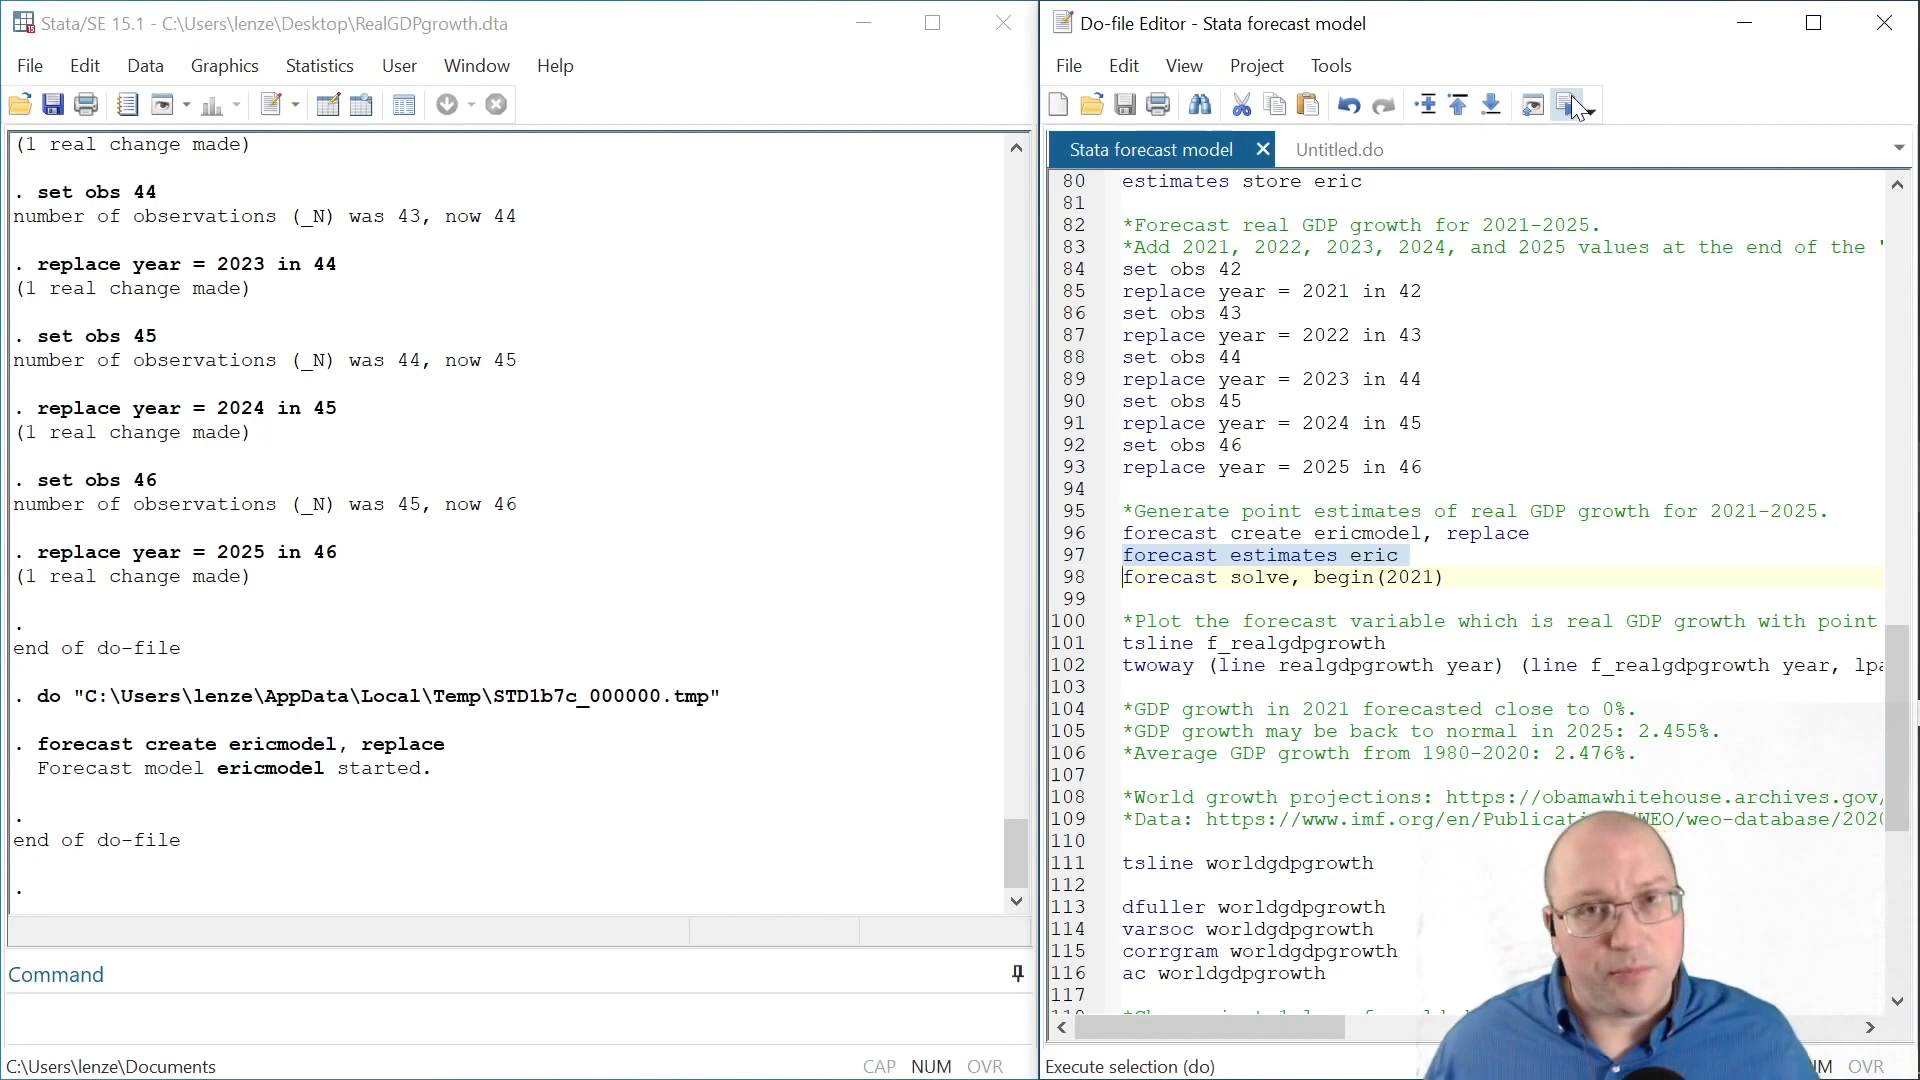 Stata/SE 15.1 - C:\Users\lenze\Desktop\RealGDPgrowth.dta
File Edit Data Graphics Statistics User Window Help
(1 real change made)
. set obs 44
number of observations (_N) was 43, now 44
. replace year = 2023 in 44
(1 real change made)
. set obs 45
number of observations (_N) was 44, now 45
. replace year = 2024 in 45
(1 real change made)
. set obs 46
number of observations (_N) was 45, now 46
. replace year = 2025 in 46
(1 real change made)
.
end of do-file
. do "C:\Users\lenze\AppData\Local\Temp\STD1b7c_000000.tmp"
. forecast create ericmodel, replace
Forecast model ericmodel started.
.
end of do-file
.
Command
C:\Users\lenze\Documents
CAP NUM OVR
Do-file Editor - Stata forecast model
File Edit View Project Tools
Stata forecast model
Untitled.do
80 estimates store eric
81
82 *Forecast real GDP growth for 2021-2025.
83 *Add 2021, 2022, 2023, 2024, and 2025 values at the end of the '
84 set obs 42
85 replace year = 2021 in 42
86 set obs 43
87 replace year = 2022 in 43
88 set obs 44
89 replace year = 2023 in 44
90 set obs 45
91 replace year = 2024 in 45
92 set obs 46
93 replace year = 2025 in 46
94
95 *Generate point estimates of real GDP growth for 2021-2025.
96 forecast create ericmodel, replace
97 forecast estimates eric
98 forecast solve, begin(2021)
99
100 *Plot the forecast variable which is real GDP growth with point
101 tsline f_realgdpgrowth
102 twoway (line realgdpgrowth year) (line f_realgdpgrowth year, lpa
103
104 *GDP growth in 2021 forecasted close to 0%.
105 *GDP growth may be back to normal in 2025: 2.455%.
106 *Average GDP growth from 1980-2020: 2.476%.
107
108 *World growth projections: https://obamawhitehouse.archives.gov/
109 *Data: https://www.imf.org/en/Publicati /WEO/weo-database/202
110
111 tsline worldgdpgrowth
112
113 dfuller worldgdpgrowth
114 varsoc worldgdpgrowth
115 corrgram worldgdpgrowth
116 ac worldgdpgrowth
117
Execute selection (do)
OVR